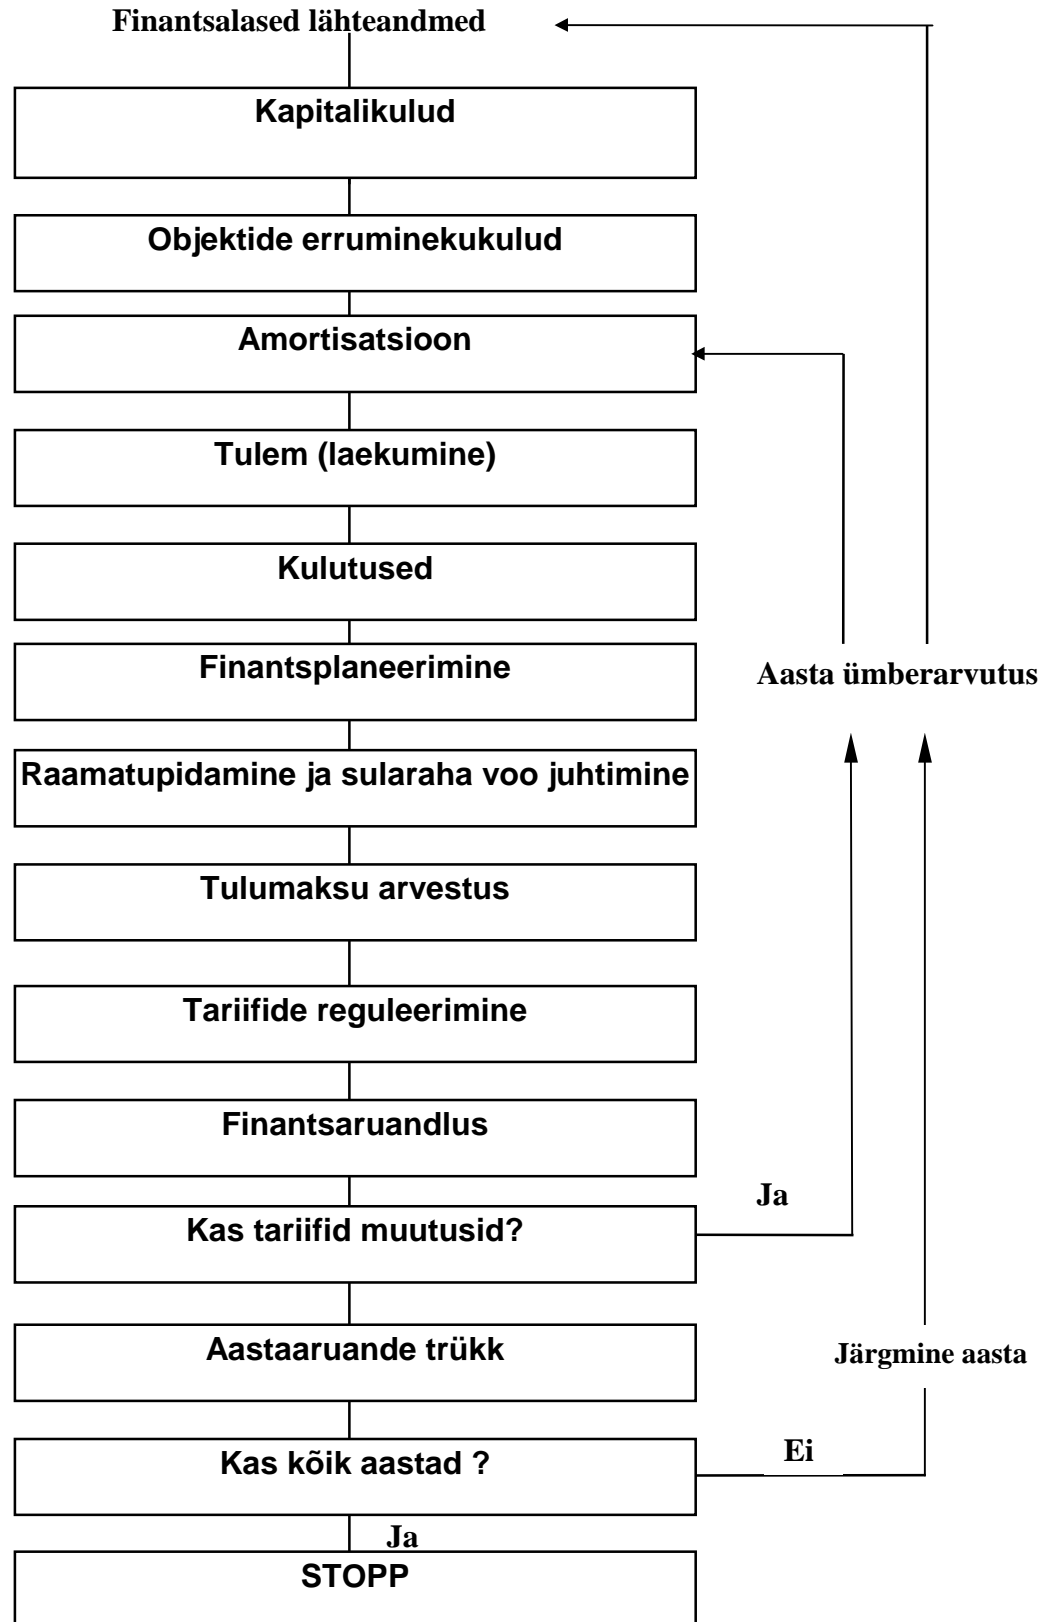 Finantsalased lähteandmed
Kapitalikulud
Objektide erruminekukulud
Amortisatsioon
Tulem (laekumine)
Kulutused
Finantsplaneerimine
Aasta ümberarvutus
Raamatupidamine ja sularaha voo juhtimine
Tulumaksu arvestus
Tariifide reguleerimine
Finantsaruandlus
Ja
Kas tariifid muutusid?
Aastaaruande trükk
Järgmine aasta
Kas kõik aastad ?
Ei
Ja
STOPP